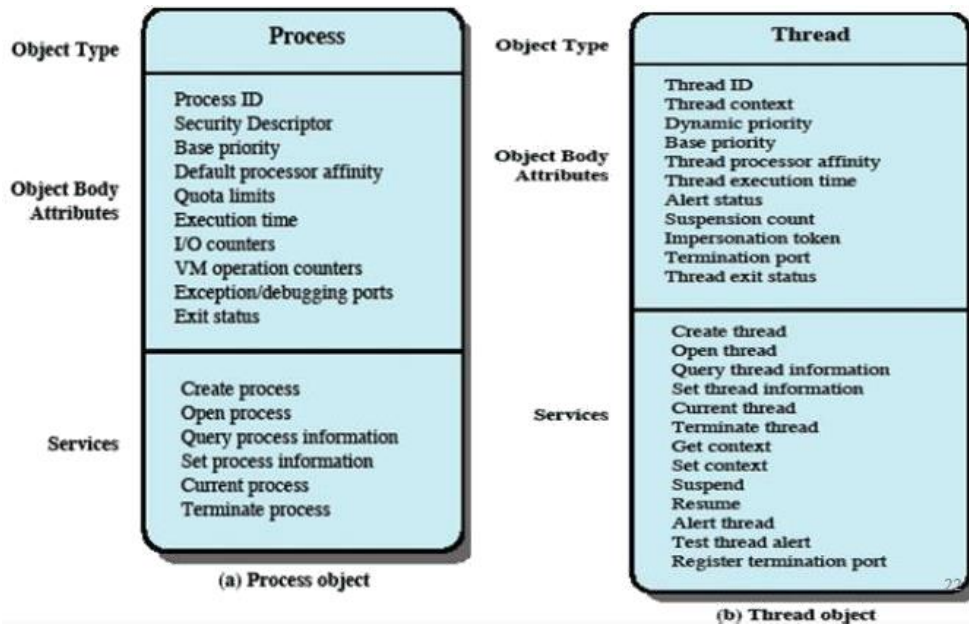 Object Type
Process
Object Body
Attributes
Process ID
Security Descriptor
Base priority
Default processor affinity
Quota limits
Execution time
I/O counters
VM operation counters
Exception/debugging ports
Exit status
Services
Create process
Open process
Query process information
Set process information
Current process
Terminate process
(a) Process object
Object Type
Thread
Object Body
Attributes
Thread ID
Thread context
Dynamic priority
Base priority
Thread processor affinity
Thread execution time
Alert status
Suspension count
Impersonation token
Termination port
Thread exit status
Services
Create thread
Open thread
Query thread information
Set thread information
Current thread
Terminate thread
Get context
Set context
Suspend
Resume
Alert thread
Test thread alert
Register termination port
(b) Thread object